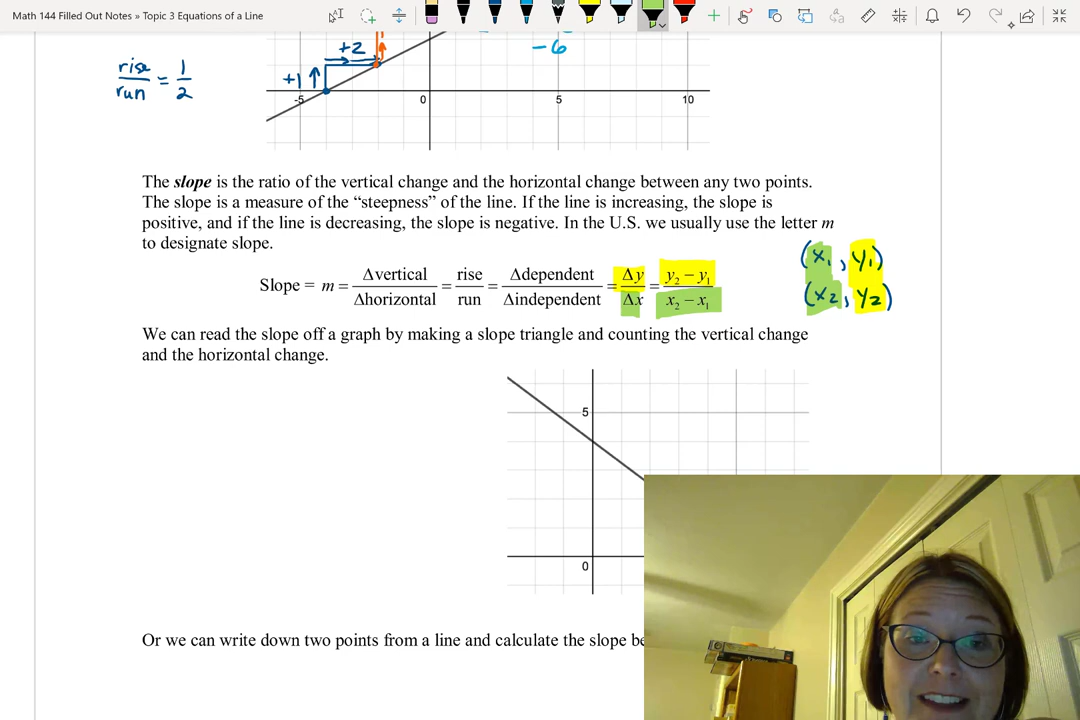 Math 144 Filled Out Notes » Topic 3 Equations of a Line
rise/run = 1/2
+2
+1
-6
-5 0 5 10
The slope is the ratio of the vertical change and the horizontal change between any two points.
The slope is a measure of the “steepness” of the line. If the line is increasing, the slope is
positive, and if the line is decreasing, the slope is negative. In the U.S. we usually use the letter m
to designate slope.
(x₁, y₁)
(x₂, y₂)
Slope = m = Δvertical/Δhorizontal = rise/run = Δdependent/Δindependent = Δy/Δx = y₂ − y₁/x₂ − x₁
We can read the slope off a graph by making a slope triangle and counting the vertical change
and the horizontal change.
5
0
Or we can write down two points from a line and calculate the slope be